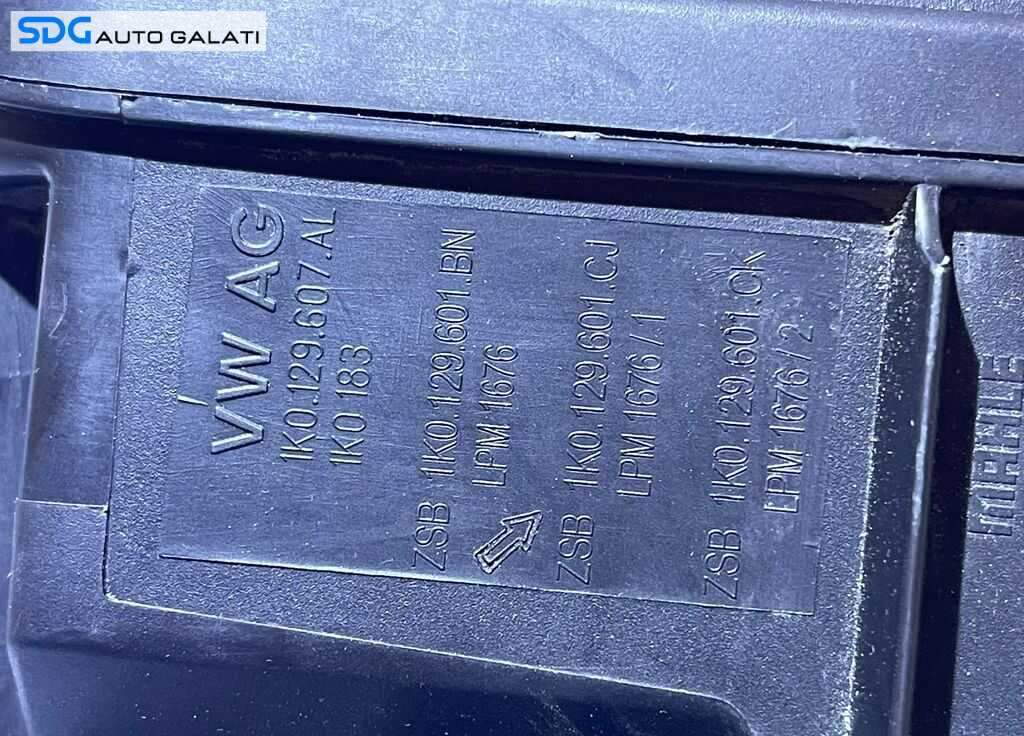 SDG AUTO GALATI
VW AG
1K0.129.607.AL
1K0 183
ZSB 1K0.129.601.BN
LPM 1676
ZSB 1K0.129.601.CJ
LPM 1676/1
ZSB 1K0.129.601.CK
LPM 1676/2
MAHLE